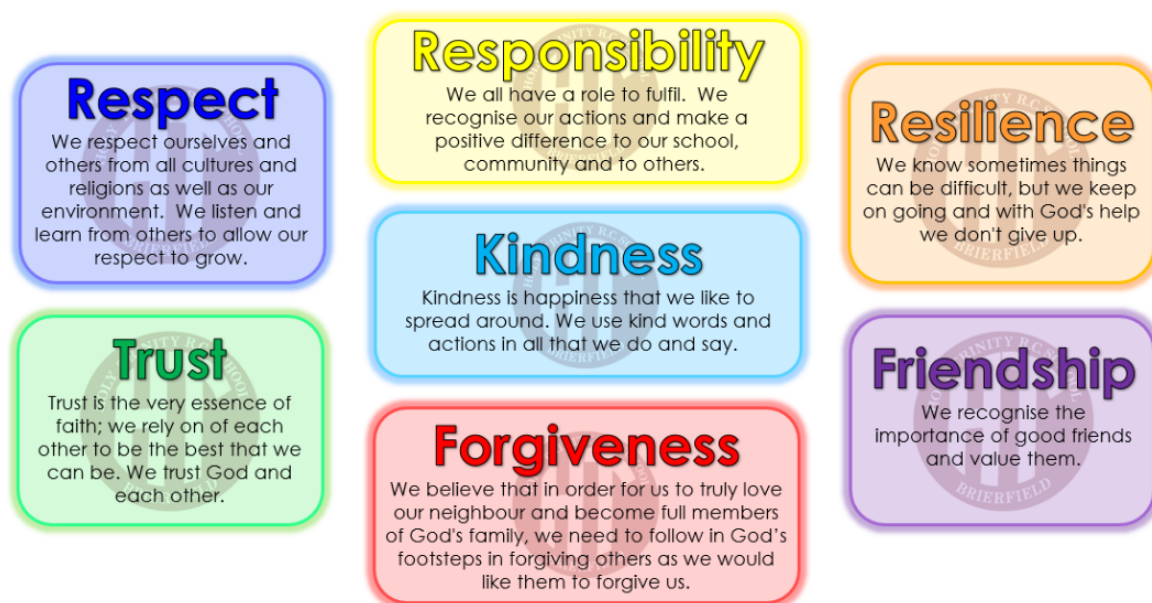 Respect
We respect ourselves and
others from all cultures and
religions as well as our
environment.  We listen and
learn from others to allow our
respect to grow.
Trust
Trust is the very essence of
faith; we rely on of each
other to be the best that we
can be. We trust God and
each other.
Responsibility
We all have a role to fulfil.  We
recognise our actions and make a
positive difference to our school,
community and to others.
Kindness
Kindness is happiness that we like to
spread around. We use kind words and
actions in all that we do and say.
Forgiveness
We believe that in order for us to truly love
our neighbour and become full members
of God's family, we need to follow in God’s
footsteps in forgiving others as we would
like them to forgive us.
Resilience
We know sometimes things
can be difficult, but we keep
on going and with God's help
we don't give up.
Friendship
We recognise the
importance of good friends
and value them.
BRIERFIELD